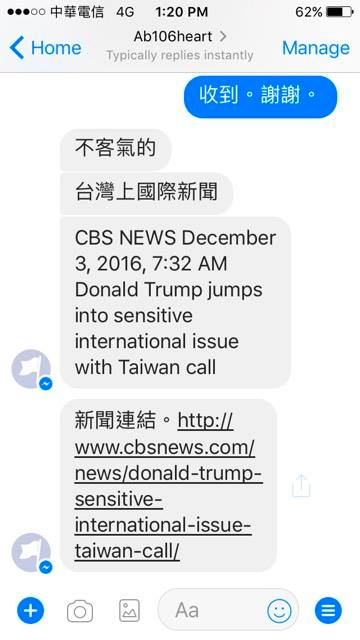 中華電信 4G 1:20 PM 62%
Home Ab106heart Manage
Typically replies instantly
收到。謝謝。
不客氣的
台灣上國際新聞
CBS NEWS December
3, 2016, 7:32 AM
Donald Trump jumps
into sensitive
international issue
with Taiwan call
新聞連結。http://
www.cbsnews.com/
news/donald-trump-
sensitive-
international-issue-
taiwan-call/
Aa